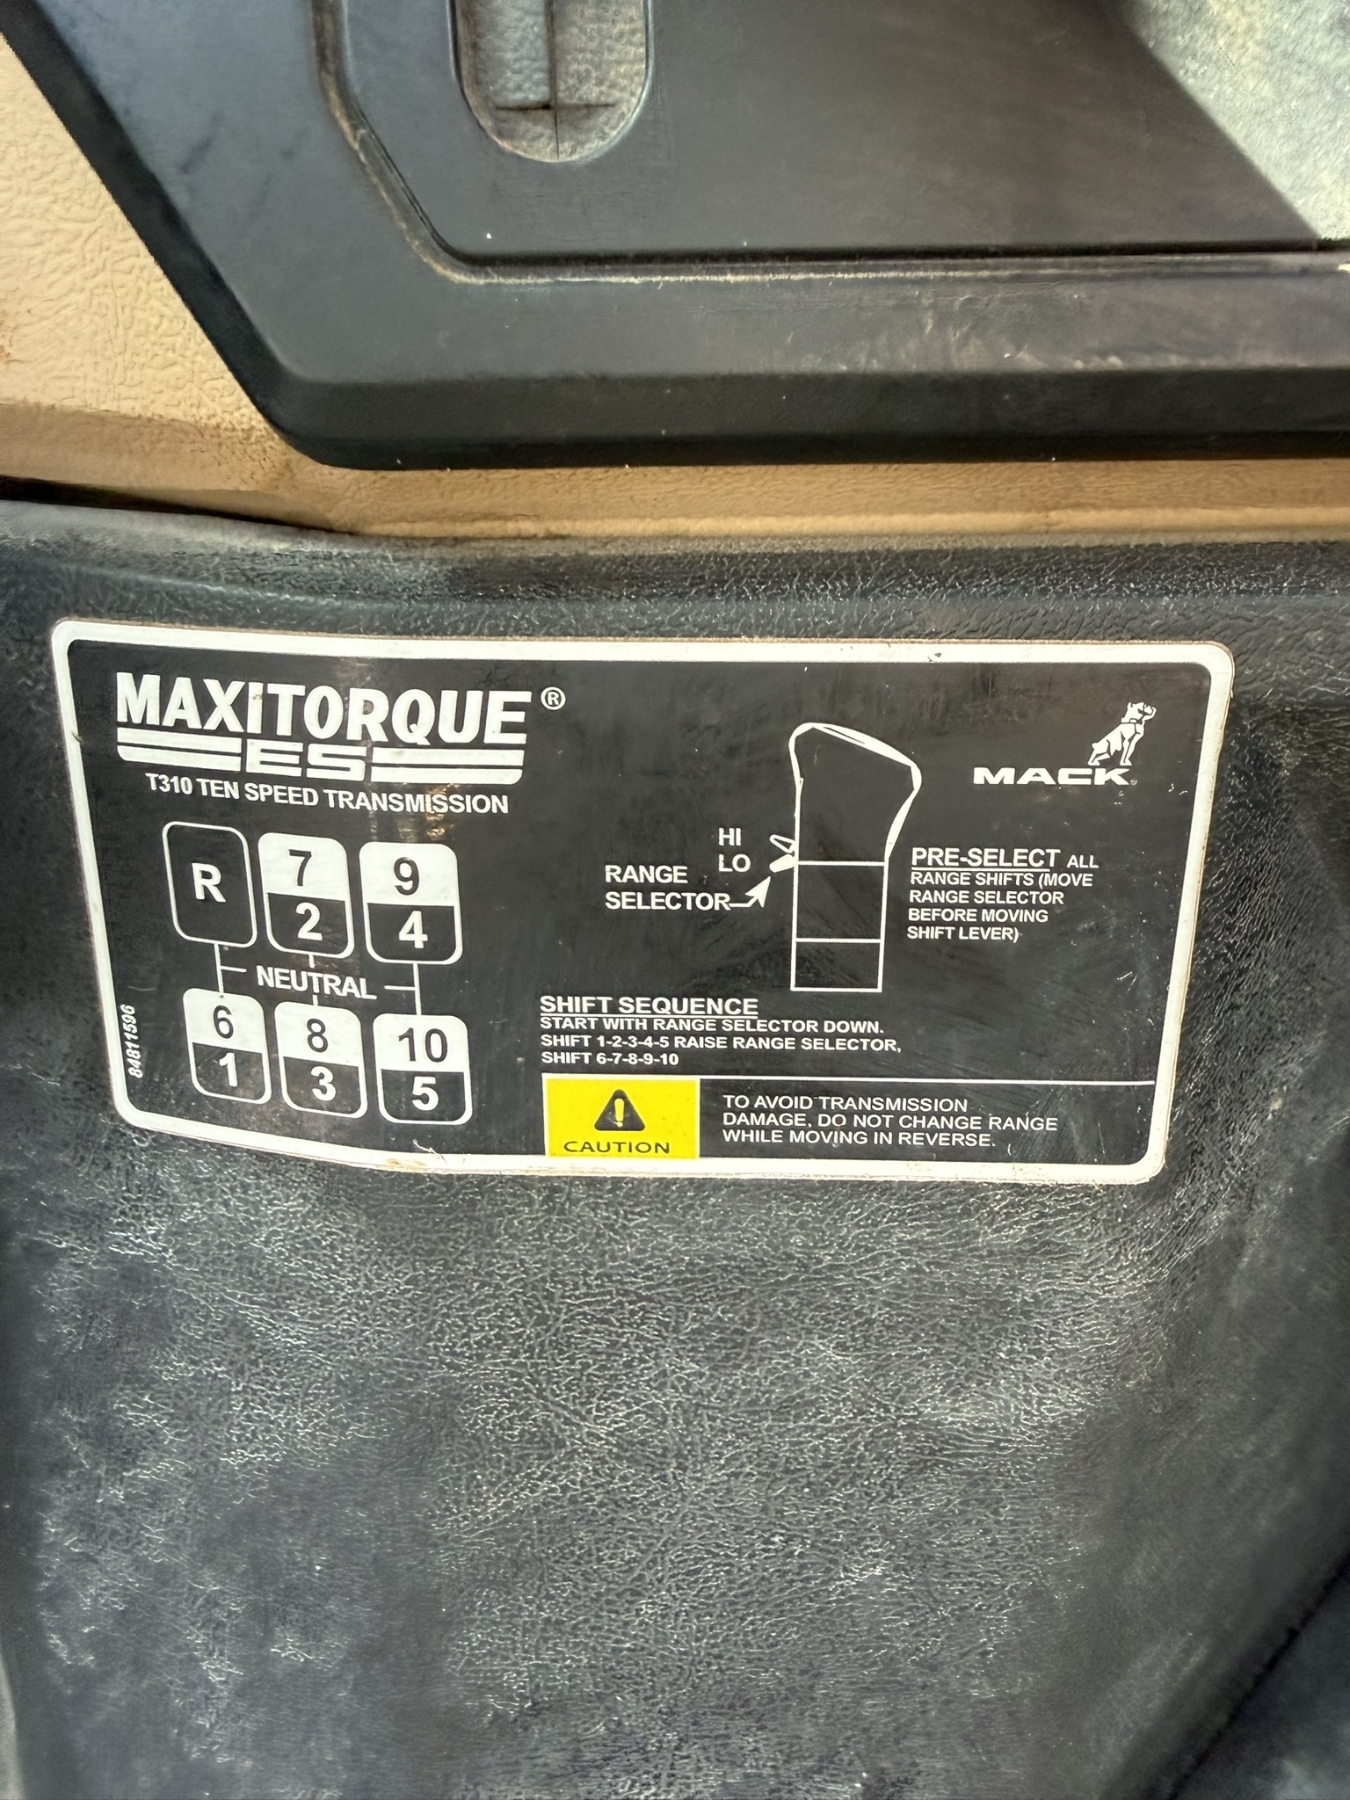 MAXITORQUE®
ES
T310 TEN SPEED TRANSMISSION
R 7 9
2 4
NEUTRAL
6 8 10
1 3 5
84811596
HI
LO
RANGE
SELECTOR
MACK
PRE-SELECT ALL
RANGE SHIFTS (MOVE
RANGE SELECTOR
BEFORE MOVING
SHIFT LEVER)
SHIFT SEQUENCE
START WITH RANGE SELECTOR DOWN.
SHIFT 1-2-3-4-5 RAISE RANGE SELECTOR,
SHIFT 6-7-8-9-10
CAUTION
TO AVOID TRANSMISSION
DAMAGE, DO NOT CHANGE RANGE
WHILE MOVING IN REVERSE.